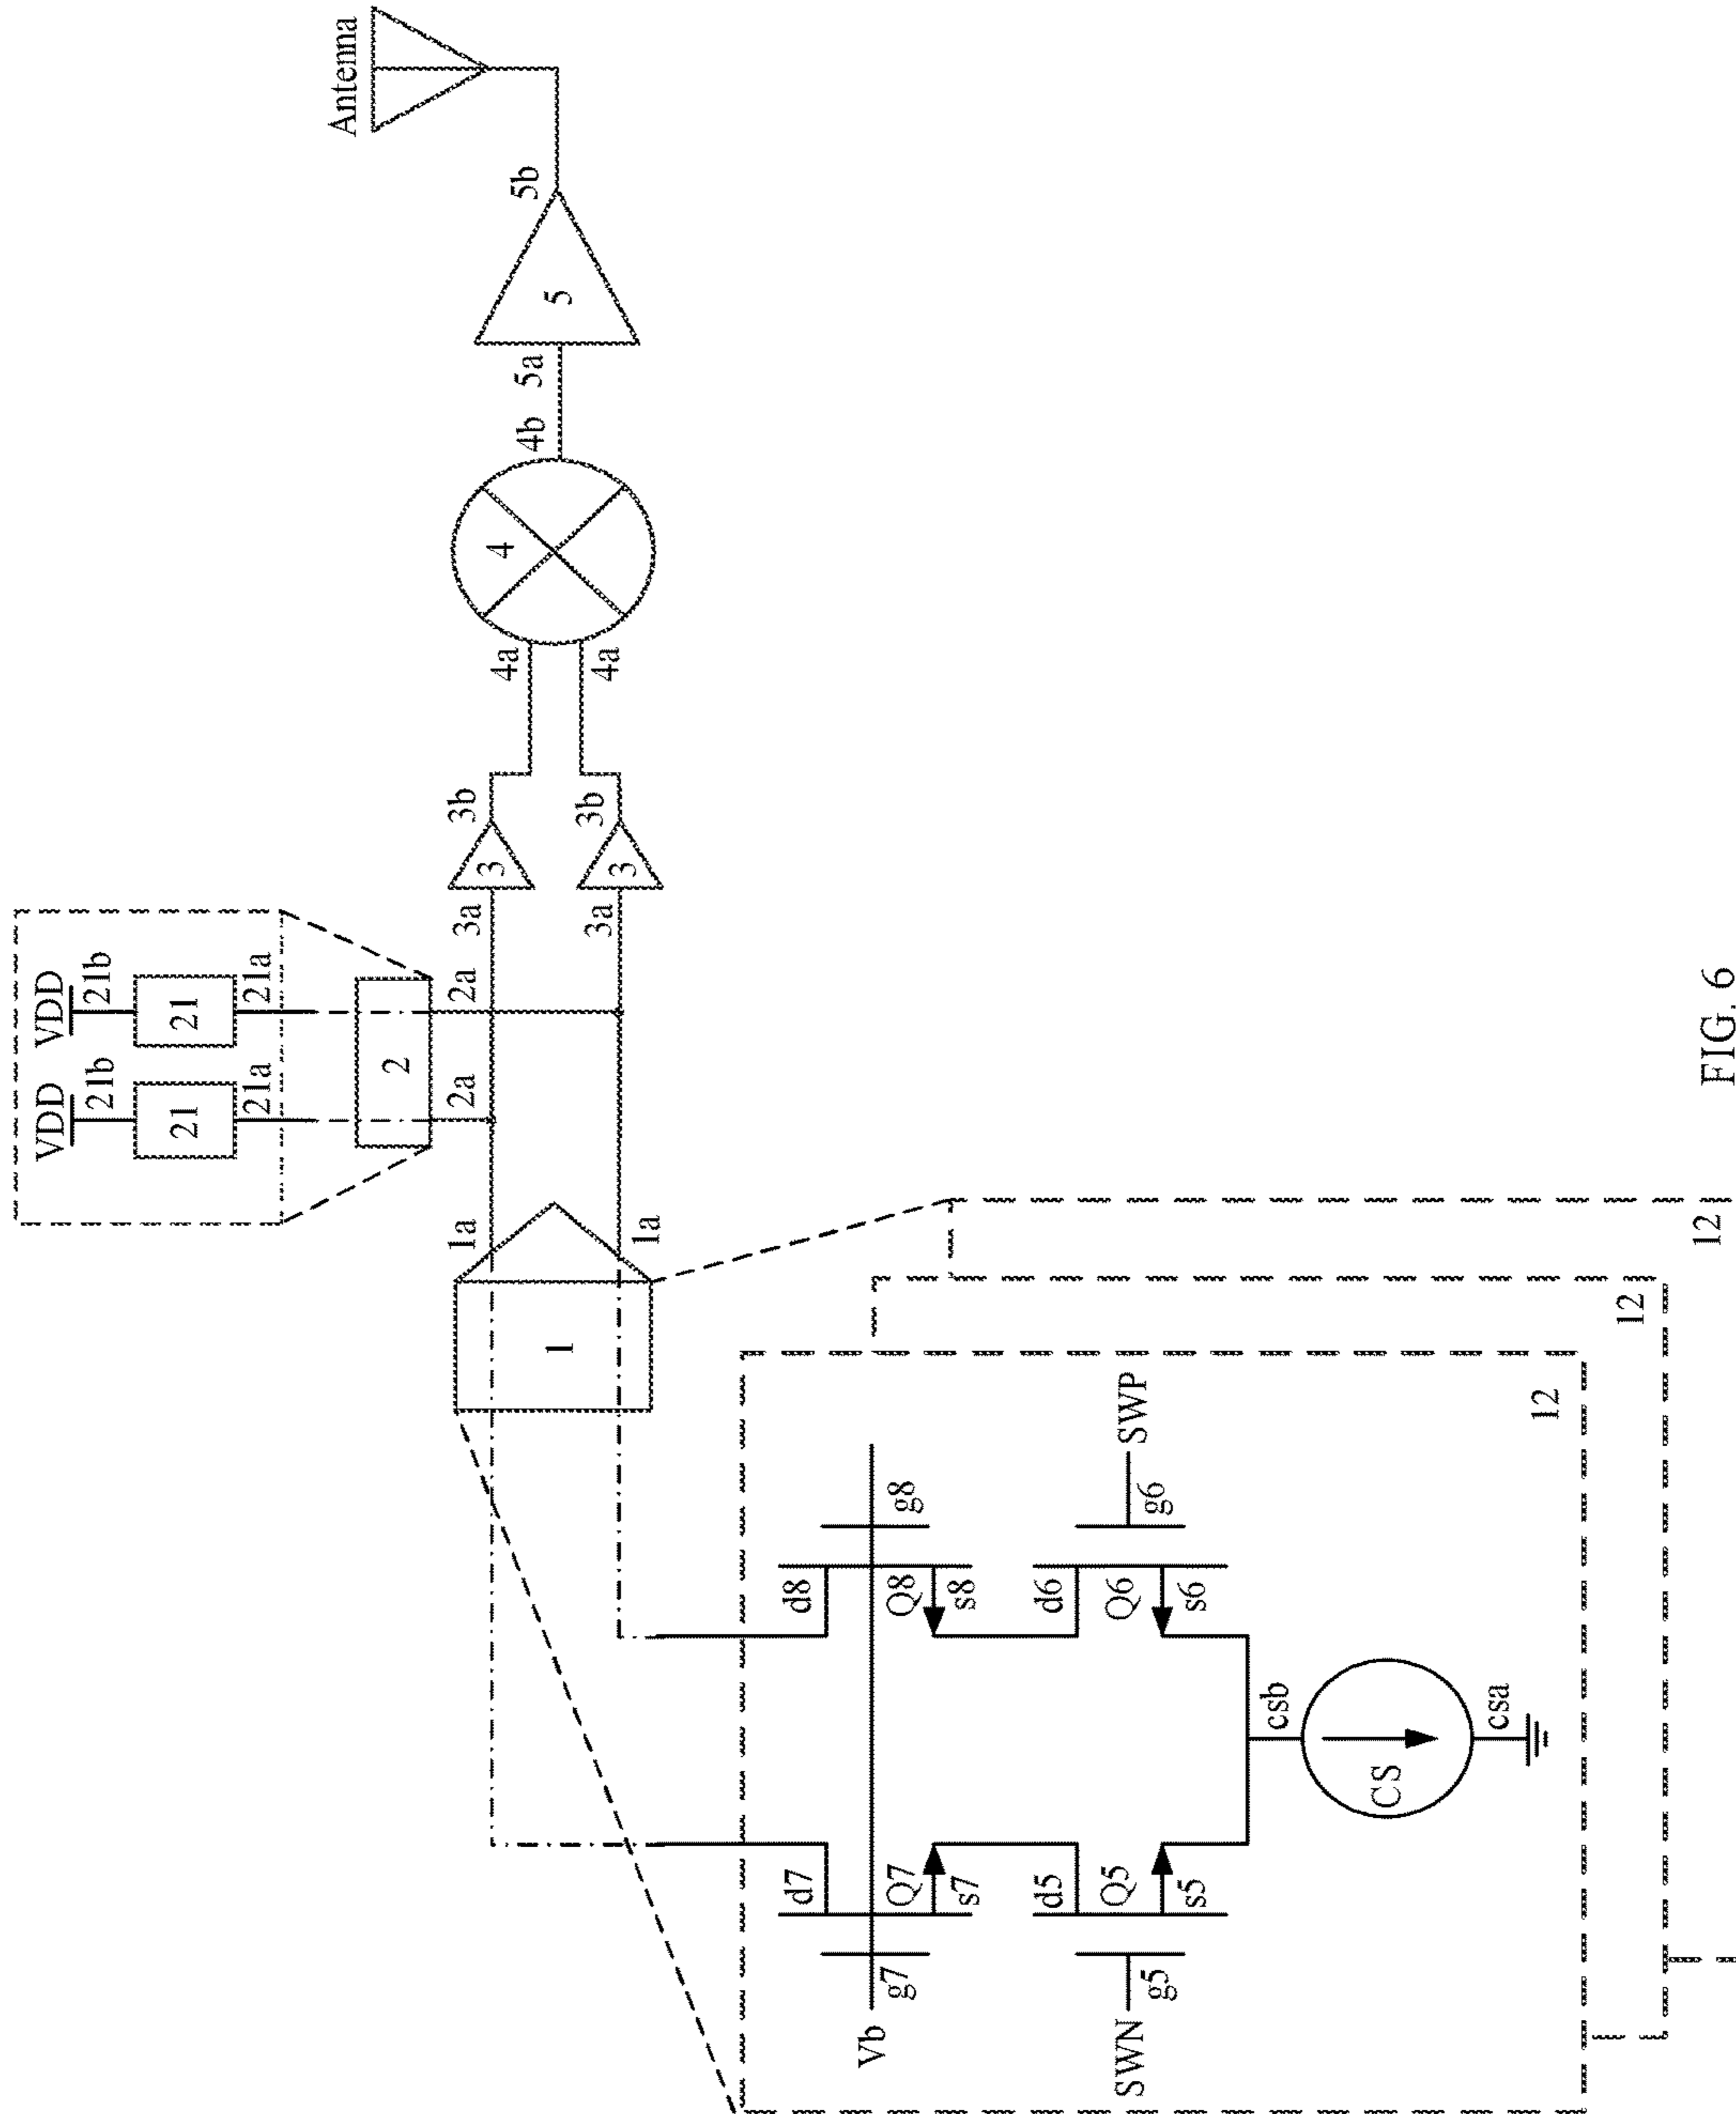 Antenna
5b
5
5a
4b
4
4a
4a
3b
3b
3
3
3a
3a
VDD
VDD
21b
21b
21
21
21a
21a
2
2a
2a
1a
1a
1
12
12
12
Vb
g7
d7
Q7
s7
d8
Q8
s8
g8
SWN
g5
d5
Q5
s5
d6
Q6
s6
g6
SWP
csb
CS
csa
FIG. 6